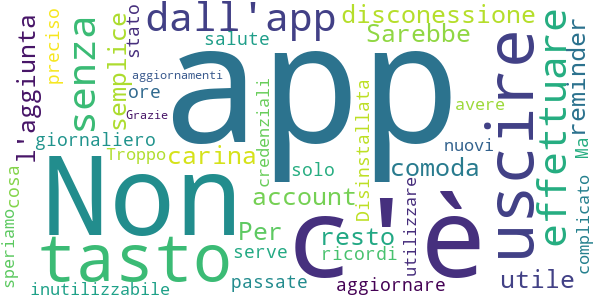 dall'app
disconessione
l'aggiunta
preciso
senza
semplice
stato
salute
Sarebbe
app
uscire
effettuare
reminder
aggiornamenti
ore
Grazie
credenziali
Disinstallata
avere
giornaliero
Troppo
carina
solo
comoda
nuovi
Ma
Non
account
c'è
utilizzare
complicato
cosa
speriamo
tasto
Per
resto
serve
ricordi
utile
inutilizzabile
passate
aggiornare